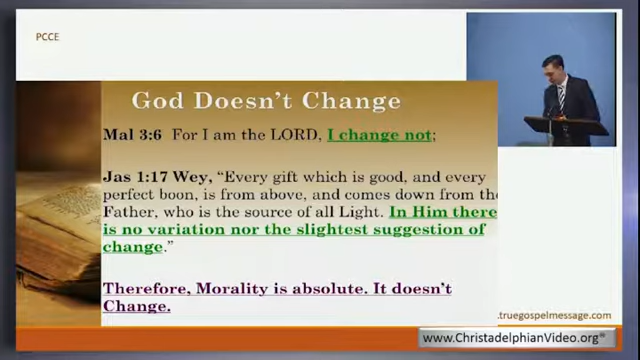 PCCE
God Doesn't Change
Mal 3:6 For I am the LORD, I change not;
Jas 1:17 Wey, “Every gift which is good, and every
perfect boon, is from above, and comes down from the
Father, who is the source of all Light. In Him there
is no variation nor the slightest suggestion of
change.”
Therefore, Morality is absolute. It doesn't
Change.
.truegospelmessage.com
www.ChristadelphianVideo.org®